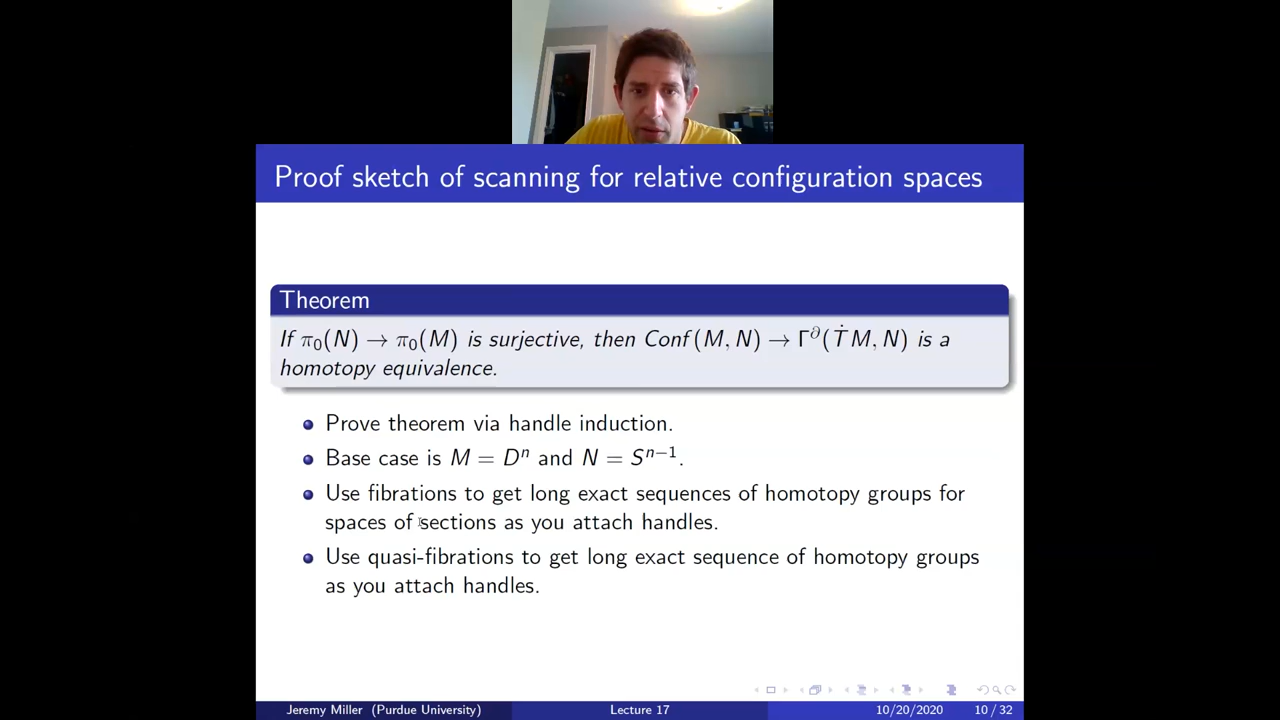 Proof sketch of scanning for relative configuration spaces
Theorem
If π₀(N) → π₀(M) is surjective, then Conf(M, N) → Γ^∂(ṪM, N) is a
homotopy equivalence.
Prove theorem via handle induction.
Base case is M = Dⁿ and N = Sⁿ⁻¹.
Use fibrations to get long exact sequences of homotopy groups for
spaces of sections as you attach handles.
Use quasi-fibrations to get long exact sequence of homotopy groups
as you attach handles.
Jeremy Miller (Purdue University) Lecture 17 10/20/2020 10 / 32